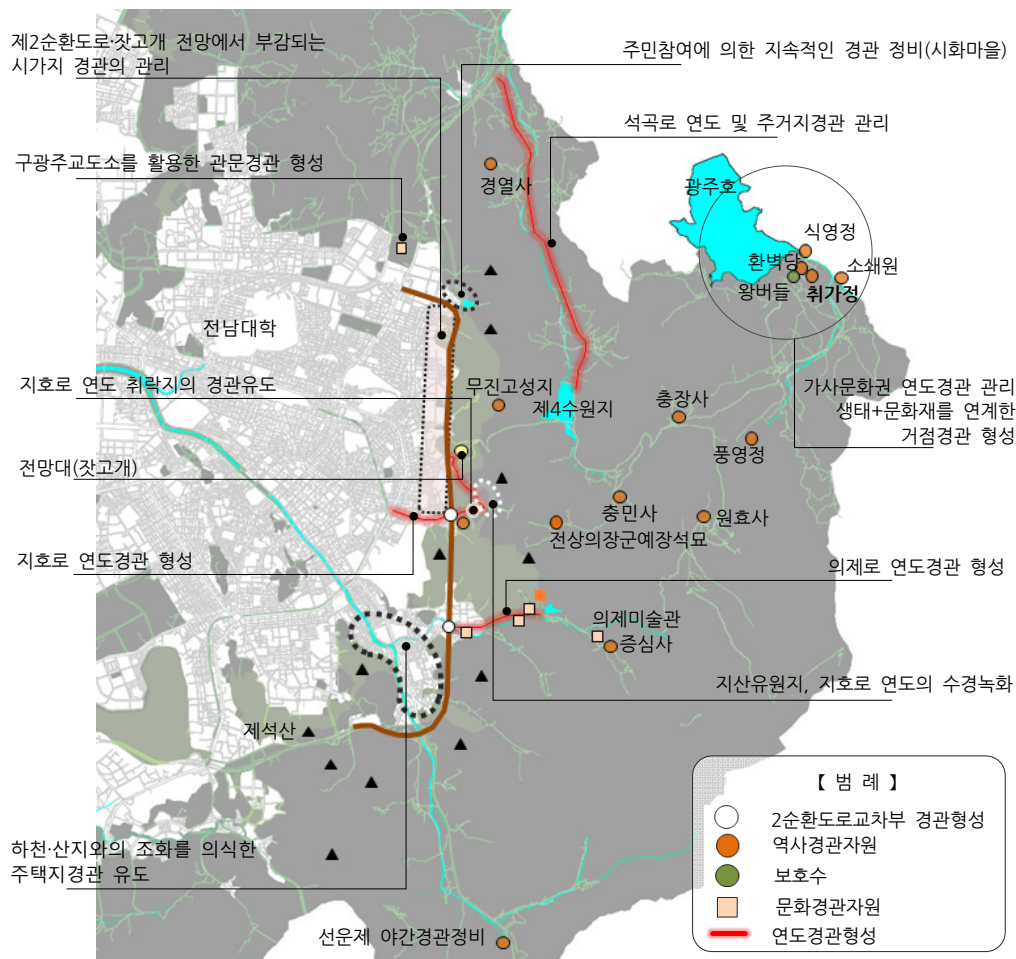 제2순환도로·잣고개 전망에서 부감되는
시가지 경관의 관리
주민참여에 의한 지속적인 경관 정비(시화마을)
석곡로 연도 및 주거지경관 관리
구광주교도소를 활용한 관문경관 형성
경열사
광주호
식영정
환벽당
소쇄원
왕버들
취가정
전남대학
지호로 연도 취락지의 경관유도
무진고성지
제4수원지
충장사
가사문화권 연도경관 관리
생태+문화재를 연계한
거점경관 형성
풍영정
전망대(잣고개)
충민사
원효사
전상의장군예장석묘
지호로 연도경관 형성
의제로 연도경관 형성
의제미술관
증심사
지산유원지, 지호로 연도의 수경녹화
제석산
【 범 례 】
2순환도로교차부 경관형성
역사경관자원
보호수
문화경관자원
연도경관형성
하천·산지와의 조화를 의식한
주택지경관 유도
선운제 야간경관정비